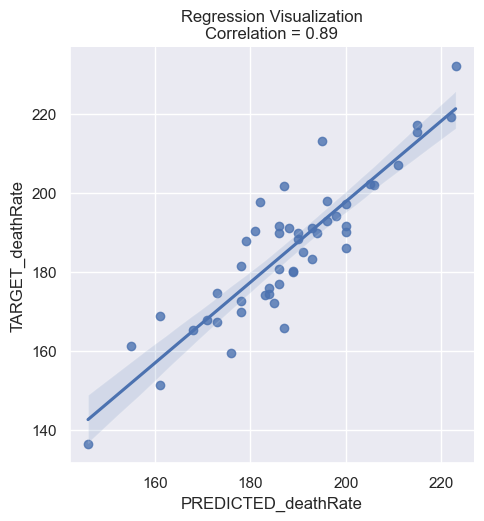 Regression Visualization
Correlation = 0.89
220
200
180
160
140
TARGET_deathRate
160
180
200
220
PREDICTED_deathRate